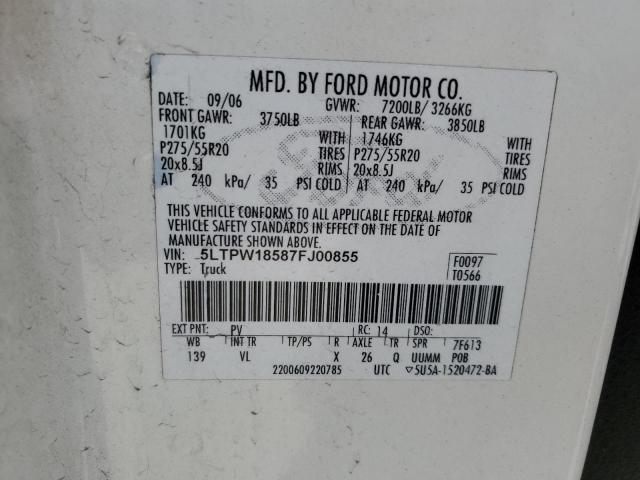 MFD. BY FORD MOTOR CO.
DATE: 09/06 GVWR: 7200LB/ 3266KG
FRONT GAWR: 3750LB REAR GAWR: 3850LB
1701KG WITH 1746KG WITH
P275/55R20 TIRES P275/55R20 TIRES
20x8.5J RIMS 20x8.5J RIMS
AT 240 kPa/ 35 PSI COLD AT 240 kPa/ 35 PSI COLD
Ford
THIS VEHICLE CONFORMS TO ALL APPLICABLE FEDERAL MOTOR
VEHICLE SAFETY STANDARDS IN EFFECT ON THE DATE OF
MANUFACTURE SHOWN ABOVE.
VIN: 5LTPW18587FJ00855 F0097
TYPE: Truck T0566
EXT PNT: PV RC: 14 DSO:
WB INT TR TP/PS R AXLE TR SPR 7F613
139 VL X 26 Q UUMM POB
2200609220785 UTC ▽5U5A-1520472-BA